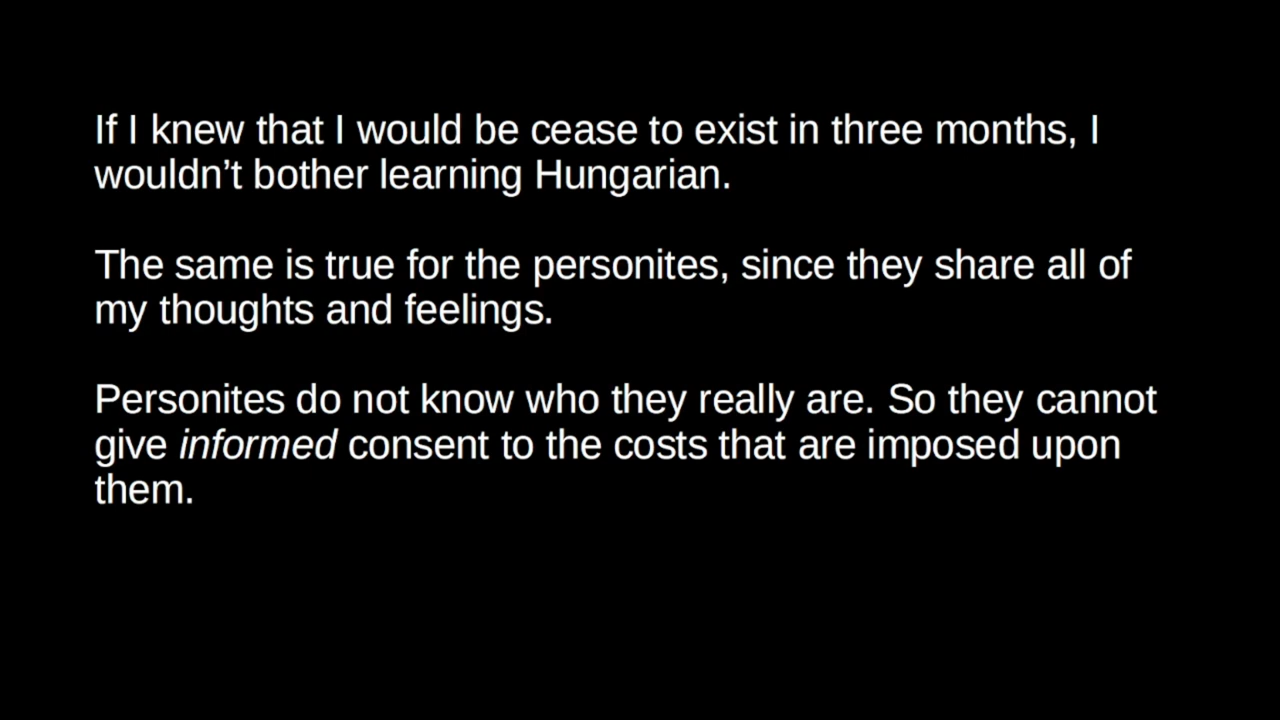 If I knew that I would be cease to exist in three months, I
wouldn’t bother learning Hungarian.
The same is true for the personites, since they share all of
my thoughts and feelings.
Personites do not know who they really are. So they cannot
give informed consent to the costs that are imposed upon
them.